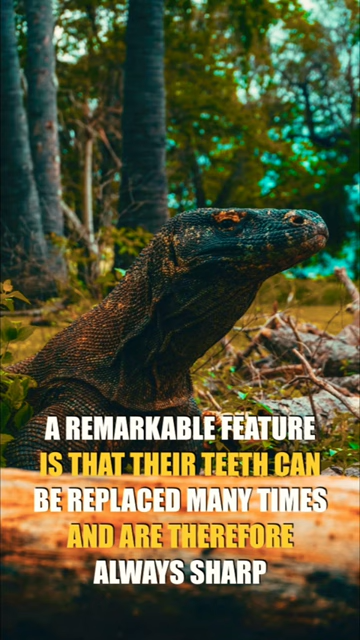 A REMARKABLE FEATURE
IS THAT THEIR TEETH CAN
BE REPLACED MANY TIMES
AND ARE THEREFORE
ALWAYS SHARP